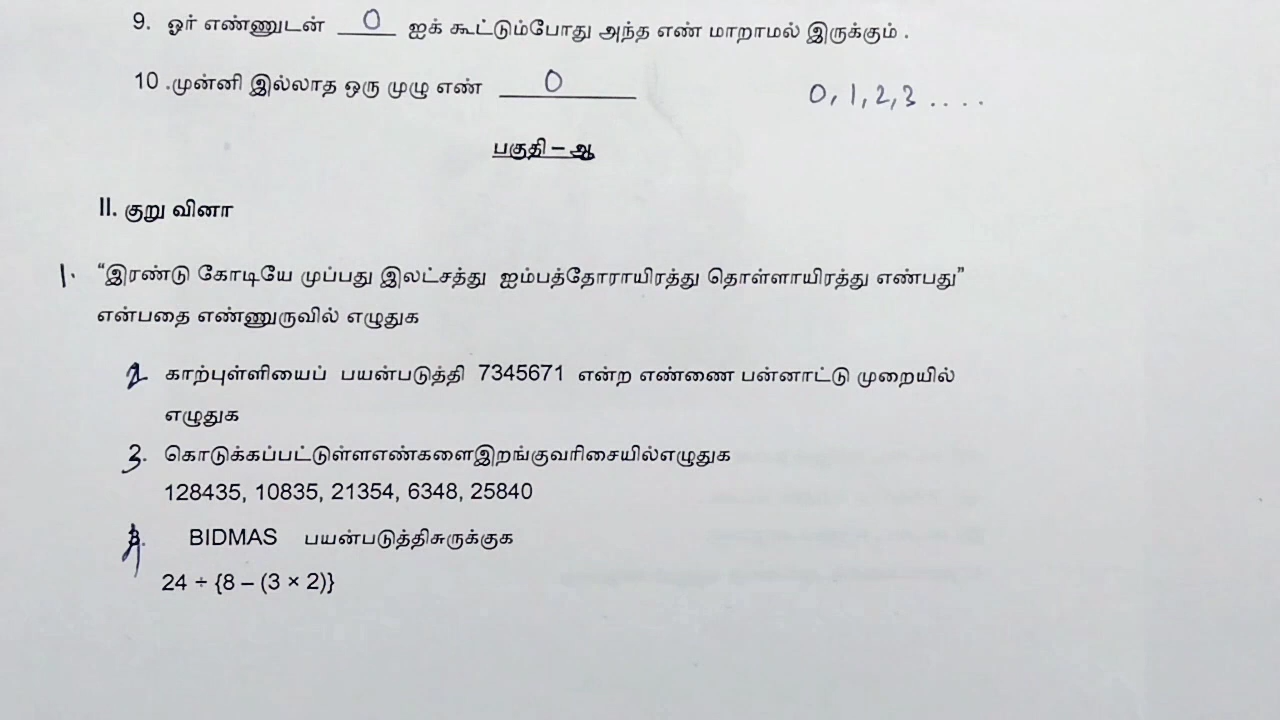 9. ஓர் எண்ணுடன் 0 ஐக் கூட்டும்போது அந்த எண் மாறாமல் இருக்கும் .
10 .முன்னி இல்லாத ஒரு முழு எண் 0
0, 1, 2, 3 ....
பகுதி – ஆ
II. குறு வினா
1. “இரண்டு கோடியே முப்பது இலட்சத்து ஐம்பத்தோராயிரத்து தொள்ளாயிரத்து எண்பது”
என்பதை எண்ணுருவில் எழுதுக
2 காற்புள்ளியைப் பயன்படுத்தி 7345671 என்ற எண்ணை பன்னாட்டு முறையில்
எழுதுக
3. கொடுக்கப்பட்டுள்ளஎண்களைஇறங்குவரிசையில்எழுதுக
128435, 10835, 21354, 6348, 25840
4. BIDMAS பயன்படுத்திசுருக்குக
24 ÷ {8 – (3 × 2)}